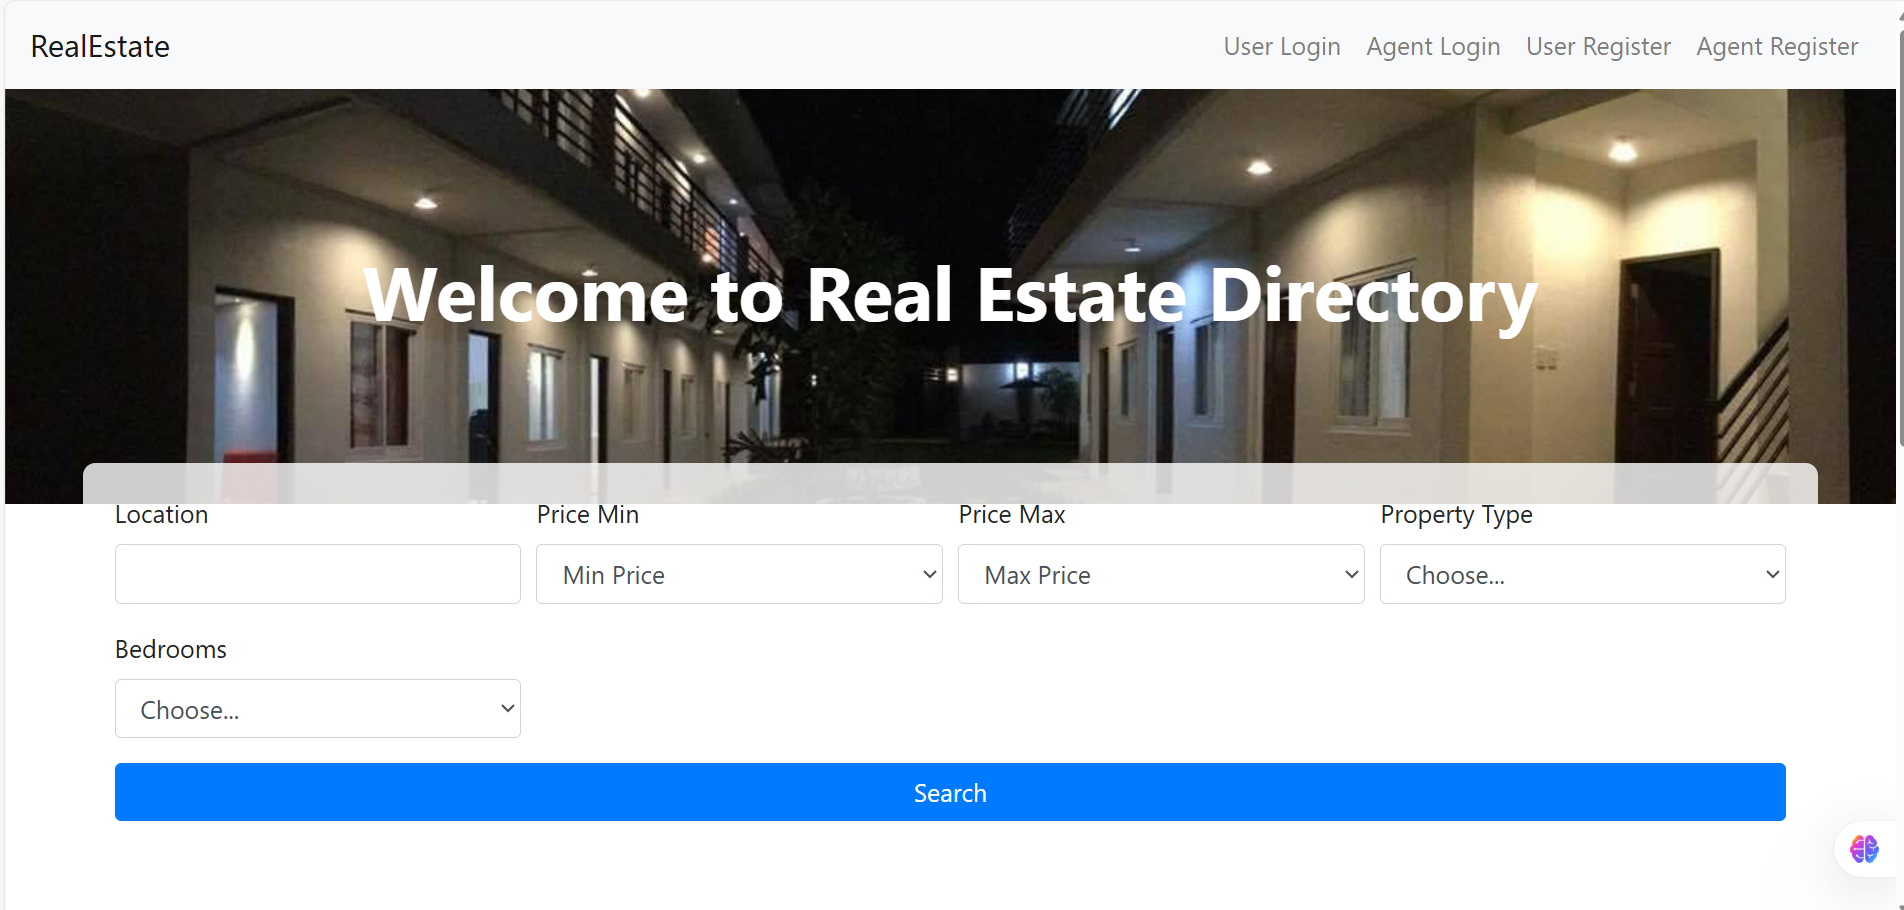 RealEstate
User Login Agent Login User Register Agent Register
Welcome to Real Estate Directory
Location Price Min Price Max Property Type
Min Price Max Price Choose...
Bedrooms
Choose...
Search